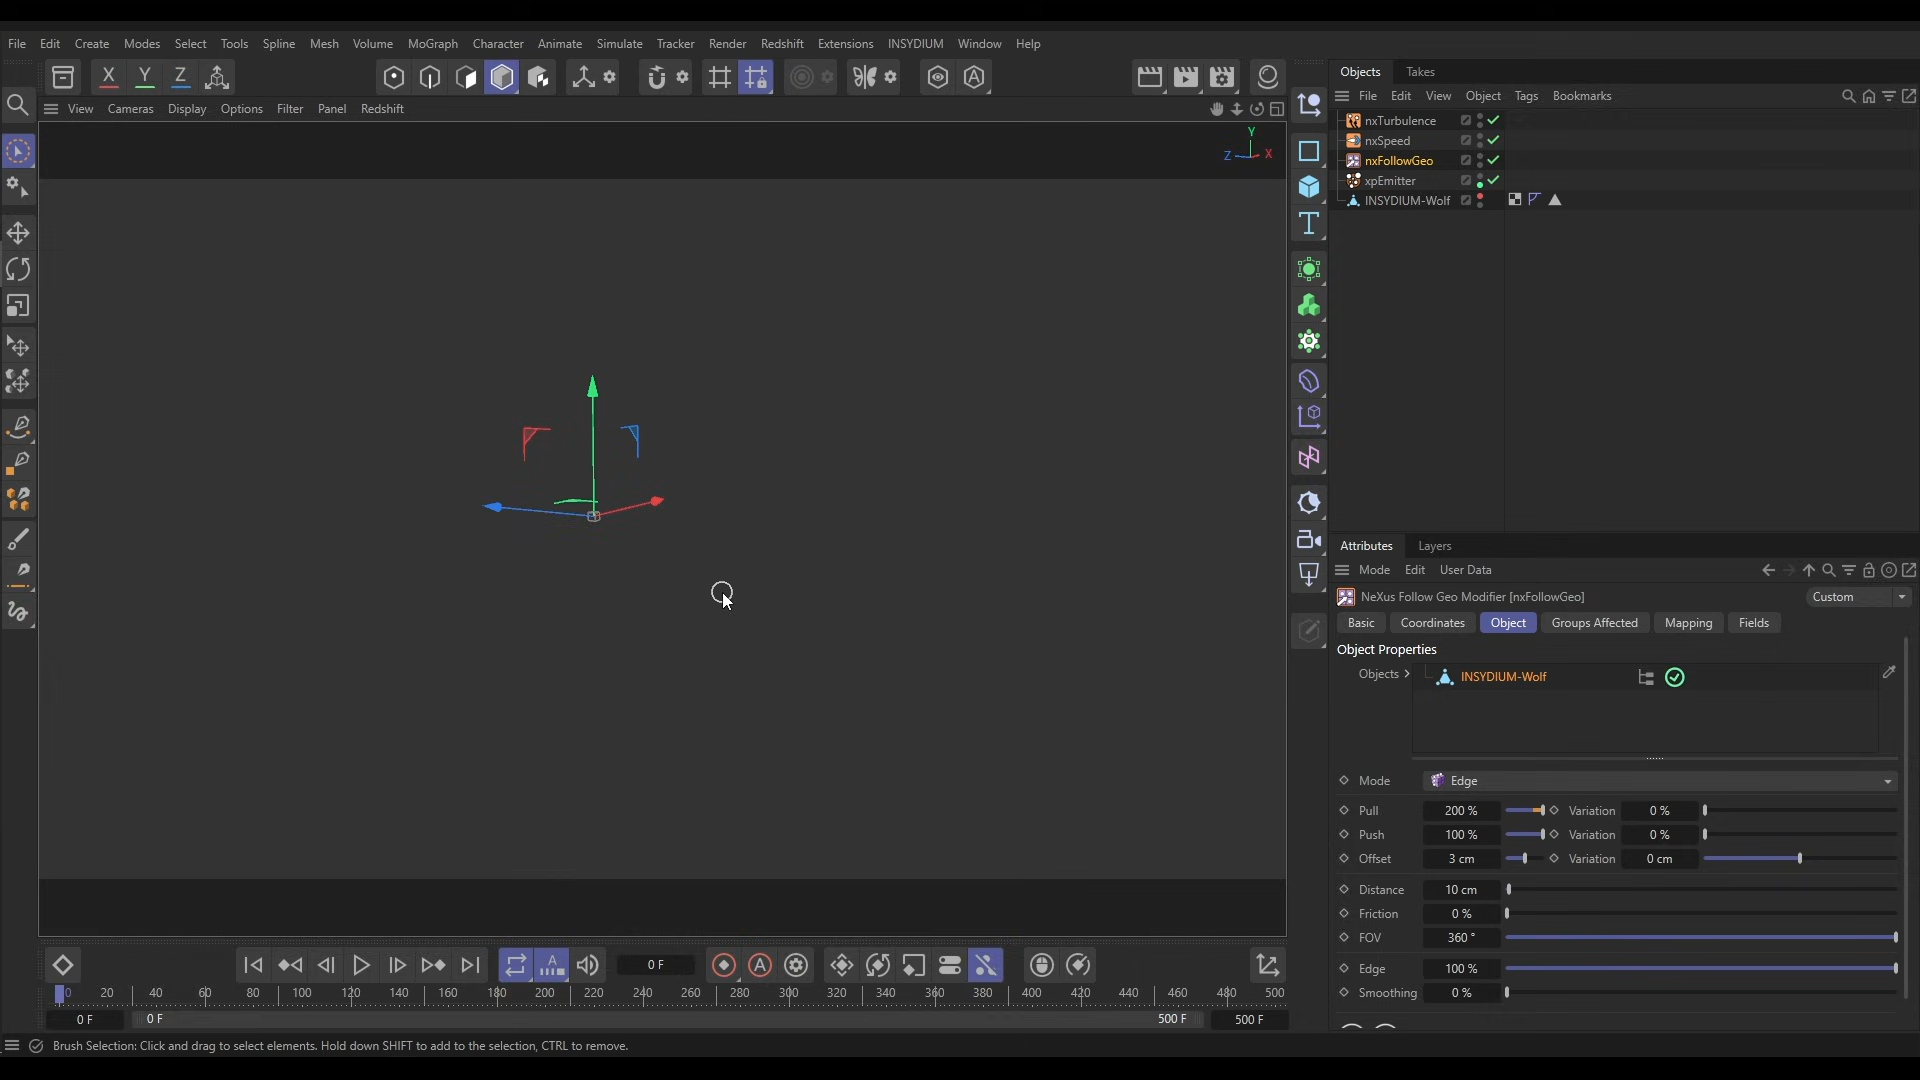 File Edit Create Modes Select Tools Spline Mesh Volume MoGraph Character Animate Simulate Tracker Render Redshift Extensions INSYDIUM Window Help
X Y Z
View Cameras Display Options Filter Panel Redshift
Y
Z X
Objects Takes
File Edit View Object Tags Bookmarks
nxTurbulence
nxSpeed
nxFollowGeo
xpEmitter
INSYDIUM-Wolf
Attributes Layers
Mode Edit User Data
NeXus Follow Geo Modifier [nxFollowGeo] Custom
Basic Coordinates Object Groups Affected Mapping Fields
Object Properties
Objects INSYDIUM-Wolf
Mode Edge
Pull 200 % Variation 0 %
Push 100 % Variation 0 %
Offset 3 cm Variation 0 cm
Distance 10 cm
Friction 0 %
FOV 360 °
Edge 100 %
Smoothing 0 %
0 F
0 20 40 60 80 100 120 140 160 180 200 220 240 260 280 300 320 340 360 380 400 420 440 460 480 500
0 F 0 F 500 F 500 F
Brush Selection: Click and drag to select elements. Hold down SHIFT to add to the selection, CTRL to remove.